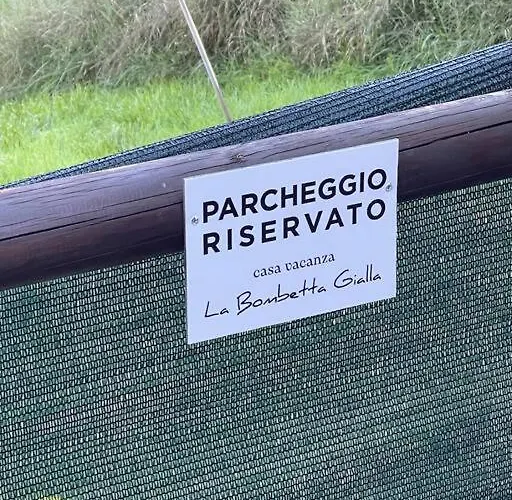 PARCHEGGIO
RISERVATO
casa vacanza
La Bombetta Gialla